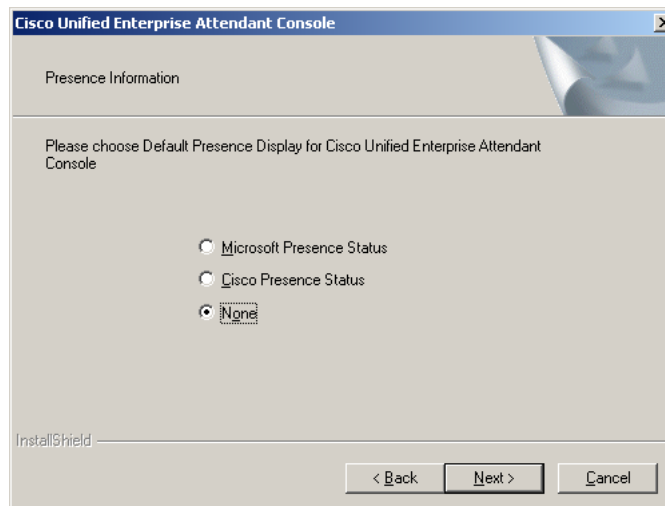 Cisco Unified Enterprise Attendant Console
Presence Information
Please choose Default Presence Display for Cisco Unified Enterprise Attendant
Console
Microsoft Presence Status
Cisco Presence Status
None
InstallShield
< Back Next > Cancel